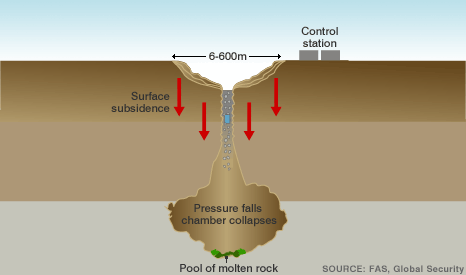 Control
station
6-600m
Surface
subsidence
Pressure falls
chamber collapses
Pool of molten rock
SOURCE: FAS, Global Security